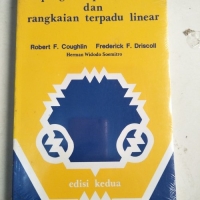 dan
rangkaian terpadu linear
Robert F. Coughlin Frederick F. Driscoll
Herman Widodo Soemitro
edisi kedua